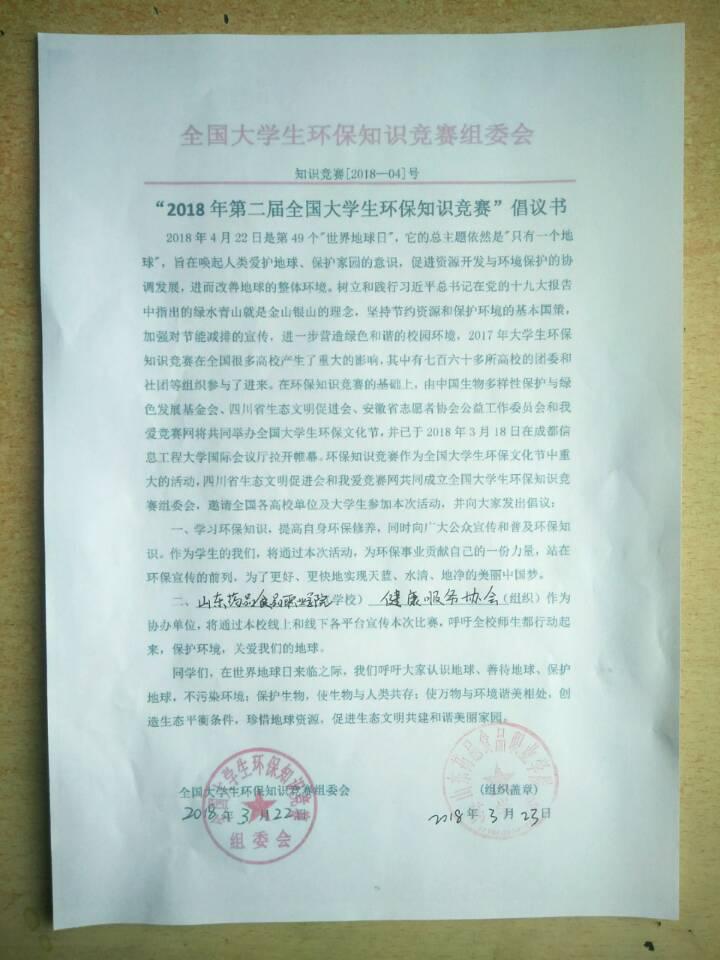 全国大学生环保知识竞赛组委会
知识竞赛[2018—04]号
“2018 年第二届全国大学生环保知识竞赛”倡议书
2018 年 4 月 22 日是第 49 个"世界地球日"，它的总主题依然是"只有一个地
球"，旨在唤起人类爱护地球、保护家园的意识，促进资源开发与环境保护的协
调发展，进而改善地球的整体环境。树立和践行习近平总书记在党的十九大报告
中指出的绿水青山就是金山银山的理念，坚持节约资源和保护环境的基本国策，
加强对节能减排的宣传，进一步营造绿色和谐的校园环境，2017 年大学生环保
知识竞赛在全国很多高校产生了重大的影响，其中有七百六十多所高校的团委和
社团等组织参与了进来。在环保知识竞赛的基础上，由中国生物多样性保护与绿
色发展基金会、四川省生态文明促进会、安徽省志愿者协会公益工作委员会和我
爱竞赛网将共同举办全国大学生环保文化节，并已于 2018 年 3 月 18 日在成都信
息工程大学国际会议厅拉开帷幕。环保知识竞赛作为全国大学生环保文化节中重
大的活动，四川省生态文明促进会和我爱竞赛网共同成立全国大学生环保知识竞
赛组委会，邀请全国各高校单位及大学生参加本次活动，并向大家发出倡议：
一、学习环保知识，提高自身环保修养，同时向广大公众宣传和普及环保知
识。作为学生的我们，将通过本次活动，为环保事业贡献自己的一份力量，站在
环保宣传的前列，为了更好、更快地实现天蓝、水清、地净的美丽中国梦。
二、山东药品食品职业学院学校）健康服务协会(组织）作为
协办单位，将通过本校线上和线下各平台宣传本次比赛，呼吁全校师生都行动起
来，保护环境，关爱我们的地球。
同学们，在世界地球日来临之际，我们呼吁大家认识地球、善待地球、保护
地球，不污染环境；保护生物，使生物与人类共存；使万物与环境谐美相处，创
造生态平衡条件，珍惜地球资源，促进生态文明共建和谐美丽家园。
全国大学生环保知识竞赛组委会
2018 年 3 月 22 日
全国大学生环保知识竞赛
组委会
(组织盖章)
2018 年 3 月 23 日
山东药品食品职业学院